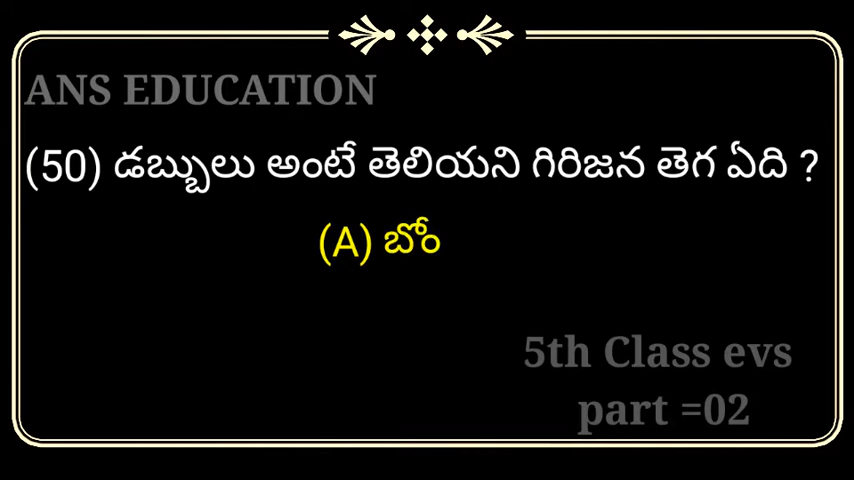 ANS EDUCATION
(50) డబ్బులు అంటే తెలియని గిరిజన తెగ ఏది ?
(A) బోం
5th Class evs
part =02